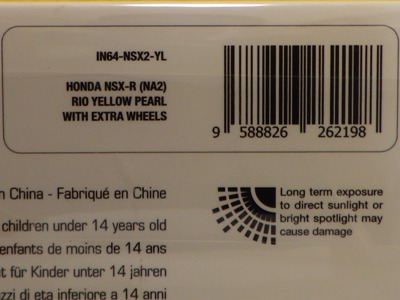 IN64-NSX2-YL
HONDA NSX-R (NA2)
RIO YELLOW PEARL
WITH EXTRA WHEELS
9 588826 262198
China - Fabriqué en Chine
children under 14 years old
enfants de moins de 14 ans
für Kinder unter 14 jahren
di eta inferiore a 14 anni
Long term exposure
to direct sunlight or
bright spotlight may
cause damage